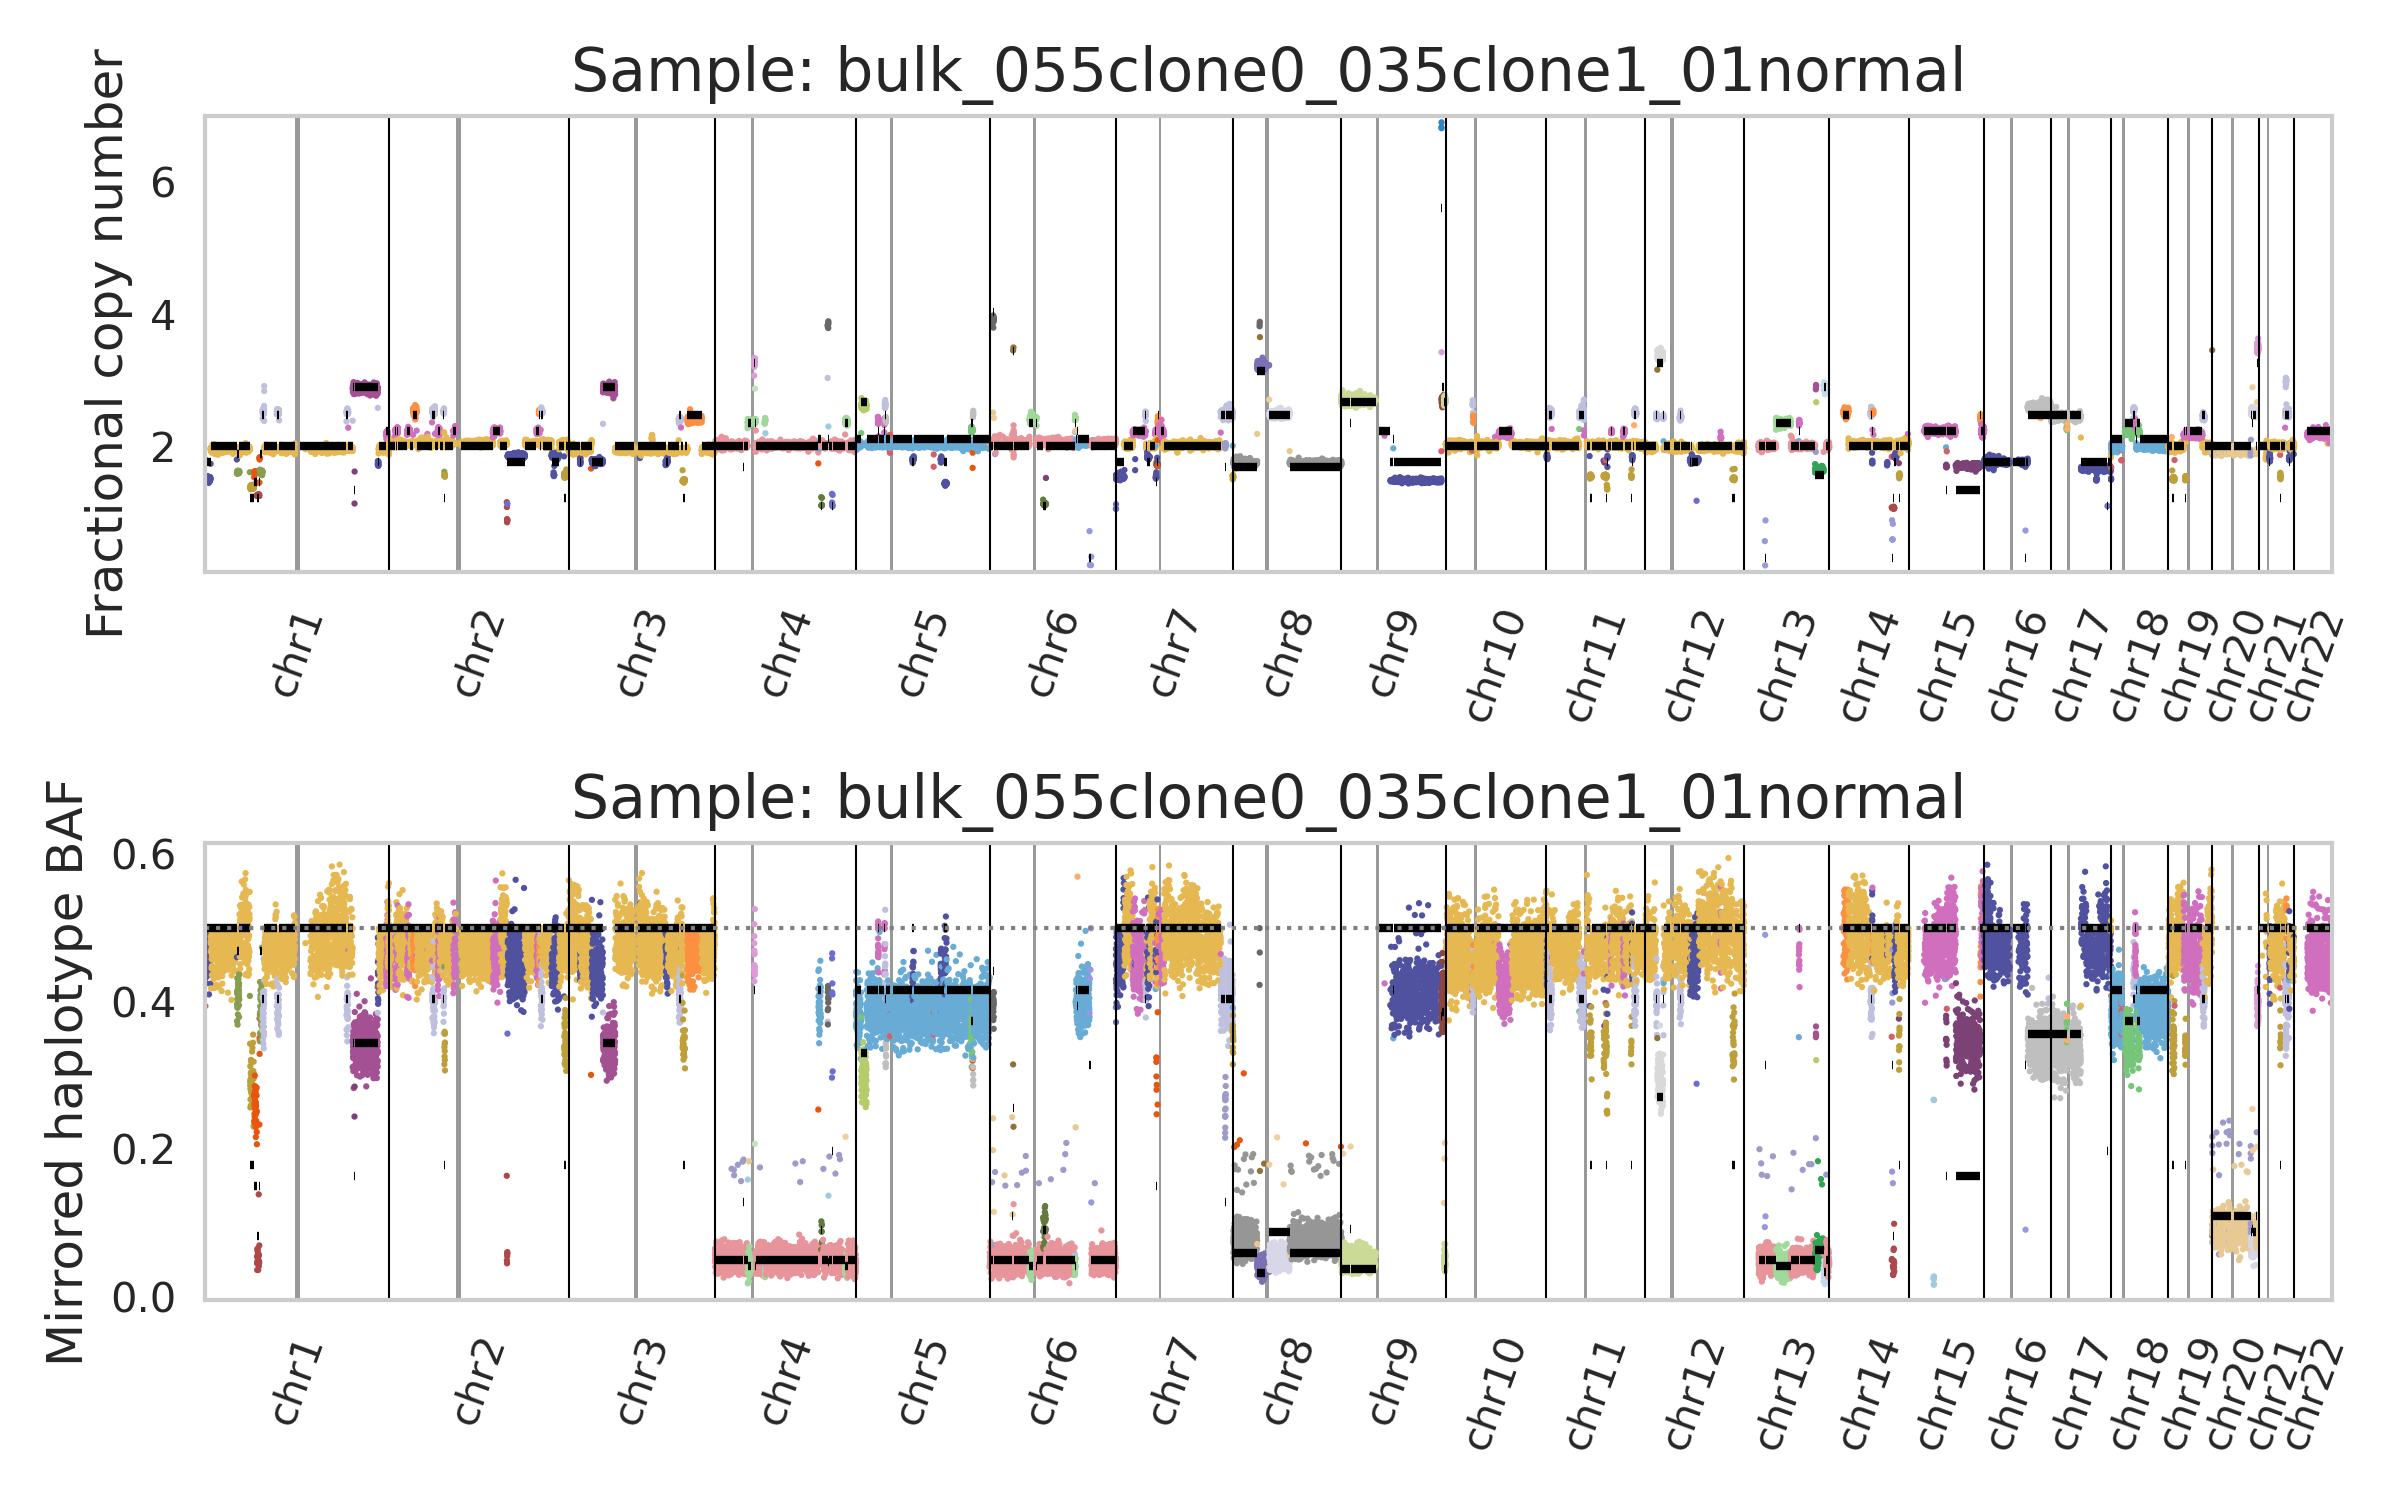 Sample: bulk_055clone0_035clone1_01normal
Fractional copy number
6
4
2
chr1
chr2
chr3
chr4
chr5
chr6
chr7
chr8
chr9
chr10
chr11
chr12
chr13
chr14
chr15
chr16
chr17
chr18
chr19
chr20
chr21
chr22
Sample: bulk_055clone0_035clone1_01normal
Mirrored haplotype BAF
0.6
0.4
0.2
0.0
chr1
chr2
chr3
chr4
chr5
chr6
chr7
chr8
chr9
chr10
chr11
chr12
chr13
chr14
chr15
chr16
chr17
chr18
chr19
chr20
chr21
chr22